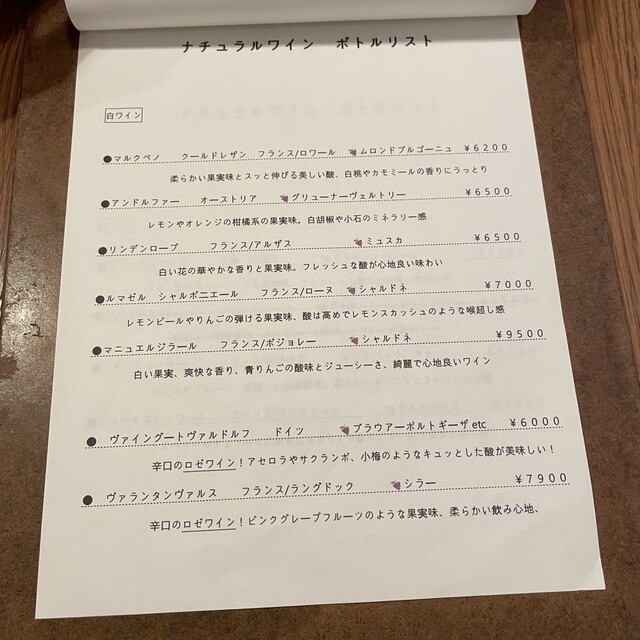 ナチュラルワイン ボトルリスト
白ワイン
●マルクペノ クールドレザン フランス/ロワール ムロンドブルゴーニュ ¥6200
柔らかい果実味とスッと伸びる美しい酸、白桃やカモミールの香りにうっとり
●アンドルファー オーストリア グリューナーヴェルトリー ¥6500
レモンやオレンジの柑橘系の果実味。白胡椒や小石のミネラリー感
●リンデンローブ フランス/アルザス ミュスカ ¥6500
白い花の華やかな香りと果実味。フレッシュな酸が心地良い味わい
●ルマゼル シャルボニエール フランス/ローヌ シャルドネ ¥7000
レモンピールやりんごの弾ける果実味、酸は高めでレモンスカッシュのような喉越し感
●マニュエルジラール フランス/ボジョレー シャルドネ ¥9500
白い果実、爽快な香り、青りんごの酸味とジューシーさ、綺麗で心地良いワイン
● ヴァイングートヴァルドルフ ドイツ ブラウアーポルトギーザ etc ¥6000
辛口のロゼワイン！アセロラやサクランボ、小梅のようなキュッとした酸が美味しい！
● ヴァランタンヴァルス フランス/ラングドック シラー ¥7900
辛口のロゼワイン！ピンクグレープフルーツのような果実味、柔らかい飲み心地、